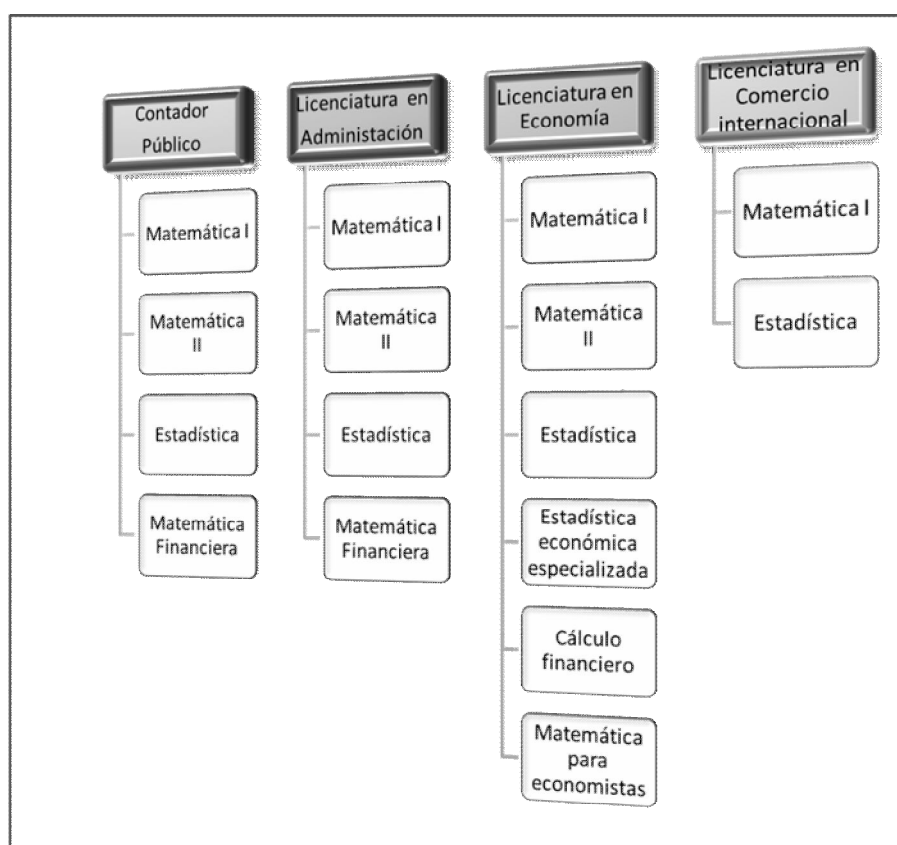 Contador
Público
Matemática I
Matemática
II
Estadística
Matemática
Financiera
Licenciatura en
Administación
Matemática I
Matemática
II
Estadística
Matemática
Financiera
Licenciatura en
Economía
Matemática I
Matemática
II
Estadística
Estadística
económica
especializada
Cálculo
financiero
Matemática
para
economistas
Licenciatura en
Comercio
internacional
Matemática I
Estadística